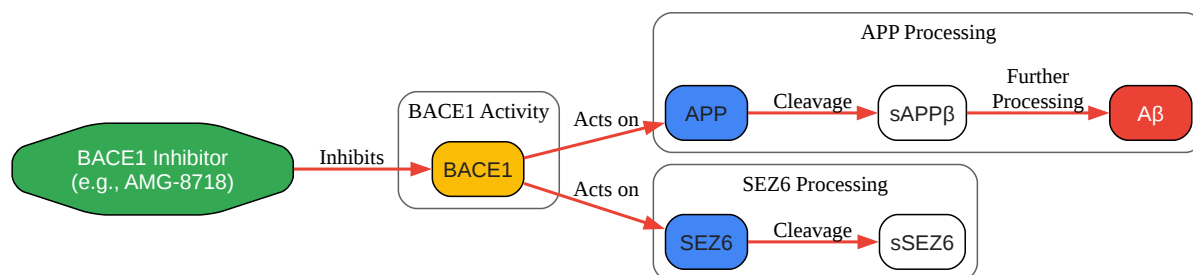 BACE1 Inhibitor
(e.g., AMG-8718)
Inhibits
BACE1 Activity
BACE1
Acts on
Acts on
APP Processing
APP
Cleavage
sAPPβ
Further
Processing
Aβ
SEZ6 Processing
SEZ6
Cleavage
sSEZ6